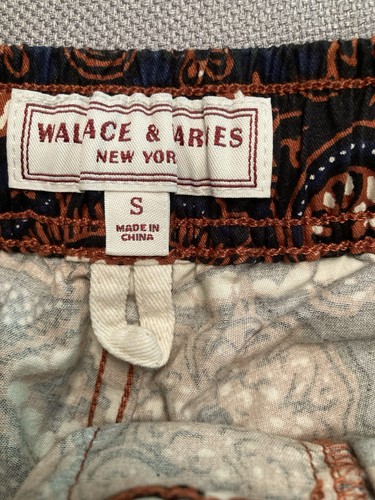 WALLACE & BARNES
NEW YORK
S
MADE IN
CHINA